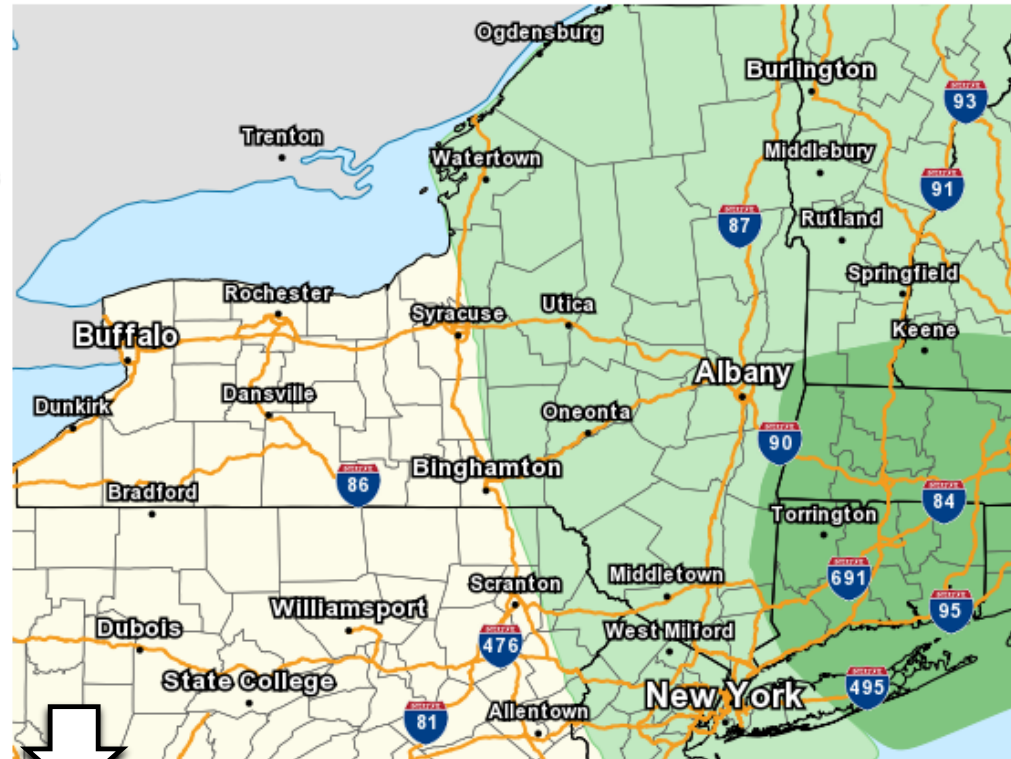 Ogdensburg
Burlington
93
Trenton
Watertown
Middlebury
91
87
Rutland
Springfield
Rochester
Syracuse
Utica
Keene
Buffalo
Albany
Dansville
Dunkirk
Oneonta
90
Binghamton
86
Bradford
84
Torrington
Scranton
Middletown
691
Williamsport
95
Dubois
West Milford
476
State College
New York
495
81
Allentown